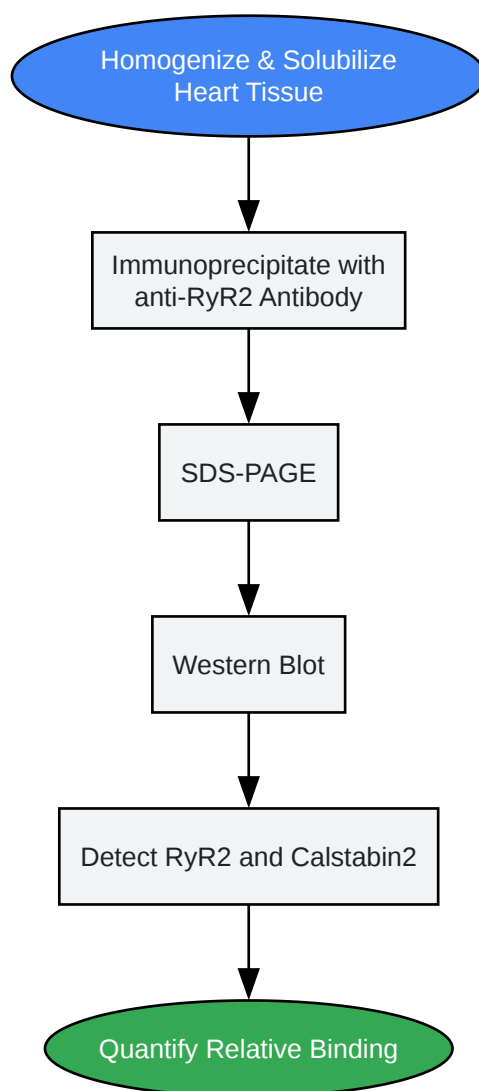 Homogenize & Solubilize
Heart Tissue
Immunoprecipitate with
anti-RyR2 Antibody
SDS-PAGE
Western Blot
Detect RyR2 and Calstabin2
Quantify Relative Binding